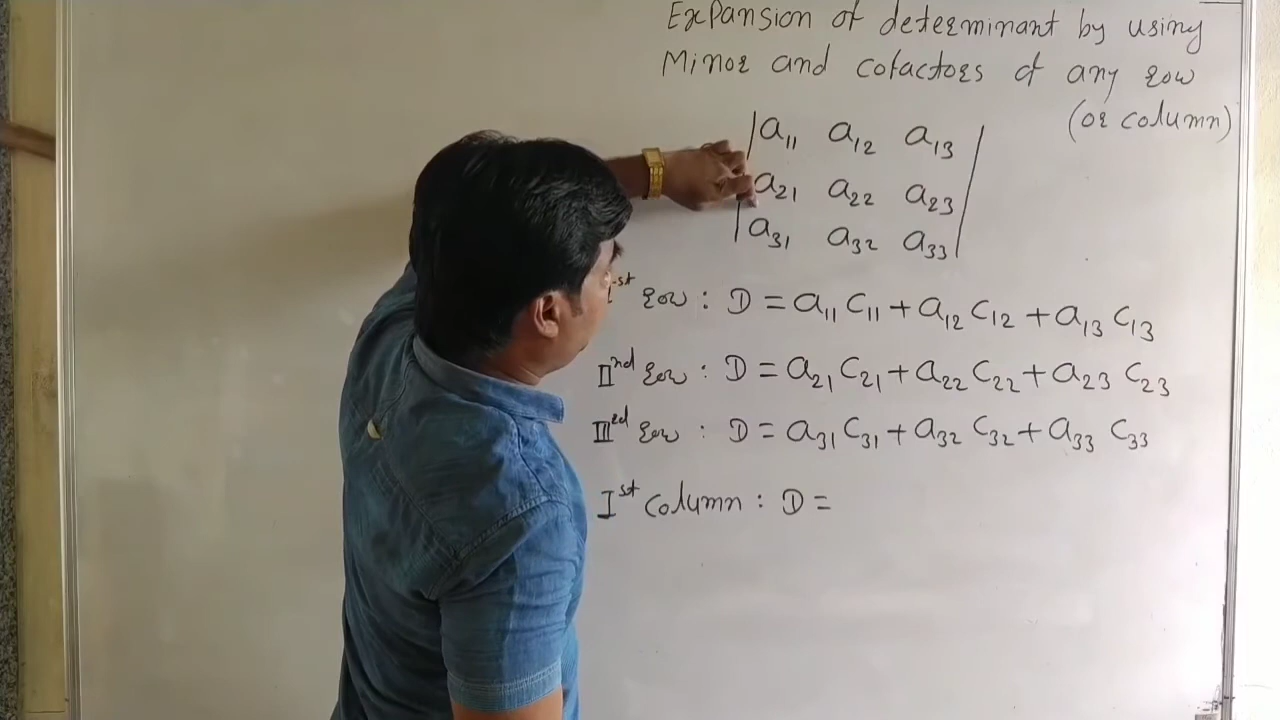 Expansion of determinant by using
Minor and cofactors of any row
(or column)
|a₁₁ a₁₂ a₁₃|
|a₂₁ a₂₂ a₂₃|
|a₃₁ a₃₂ a₃₃|
Iˢᵗ row : D = a₁₁ C₁₁ + a₁₂ C₁₂ + a₁₃ C₁₃
IIⁿᵈ row : D = a₂₁ C₂₁ + a₂₂ C₂₂ + a₂₃ C₂₃
IIIʳᵈ row : D = a₃₁ C₃₁ + a₃₂ C₃₂ + a₃₃ C₃₃
Iˢᵗ column : D =